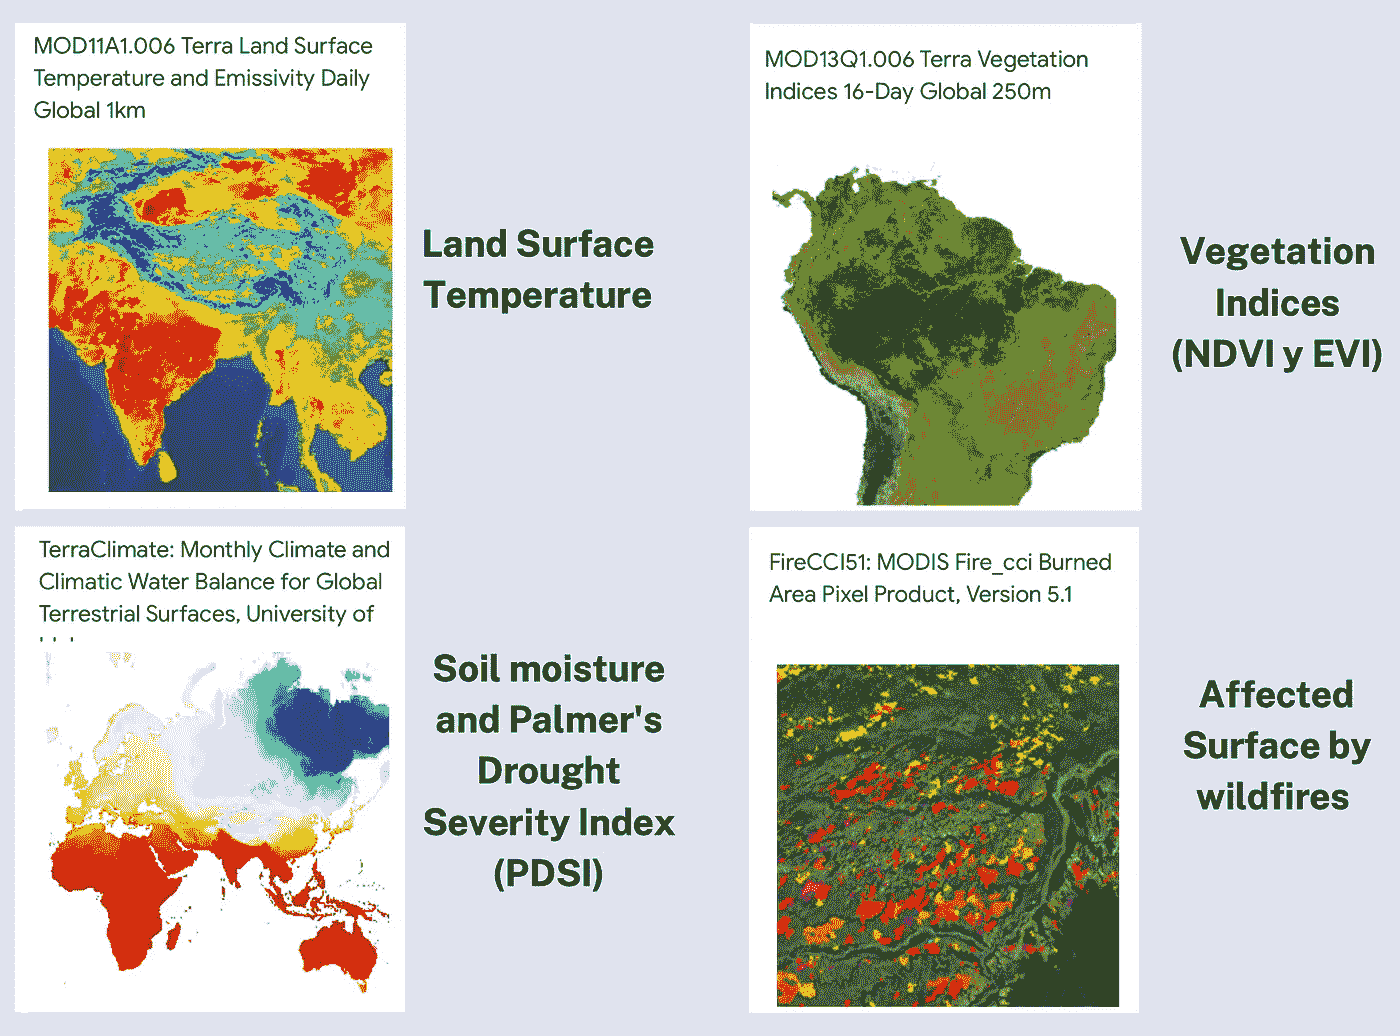 MOD11A1.006 Terra Land Surface
Temperature and Emissivity Daily
Global 1km
Land Surface
Temperature
MOD13Q1.006 Terra Vegetation
Indices 16-Day Global 250m
Vegetation
Indices
(NDVI y EVI)
TerraClimate: Monthly Climate and
Climatic Water Balance for Global
Terrestrial Surfaces, University of
Soil moisture
and Palmer's
Drought
Severity Index
(PDSI)
FireCCI51: MODIS Fire_cci Burned
Area Pixel Product, Version 5.1
Affected
Surface by
wildfires